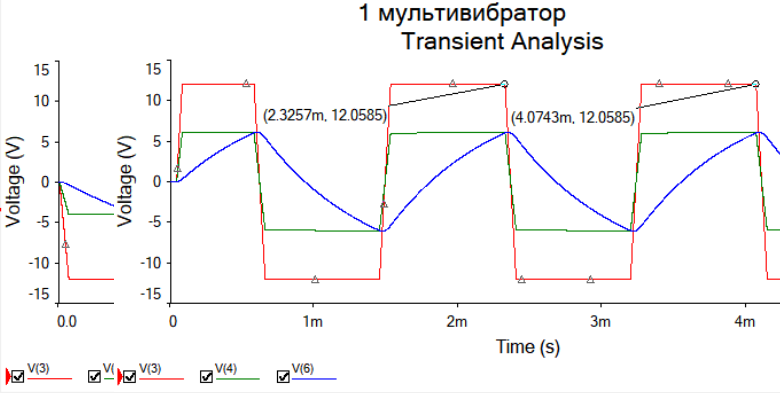 1 мультивибратор
Transient Analysis
Voltage (V)
15
10
5
0
-5
-10
-15
0.0
Voltage (V)
15
10
5
0
-5
-10
-15
(2.3257m, 12.0585)
(4.0743m, 12.0585)
0 1m 2m 3m 4m
Time (s)
V(3) V( V(3) V(4) V(6)